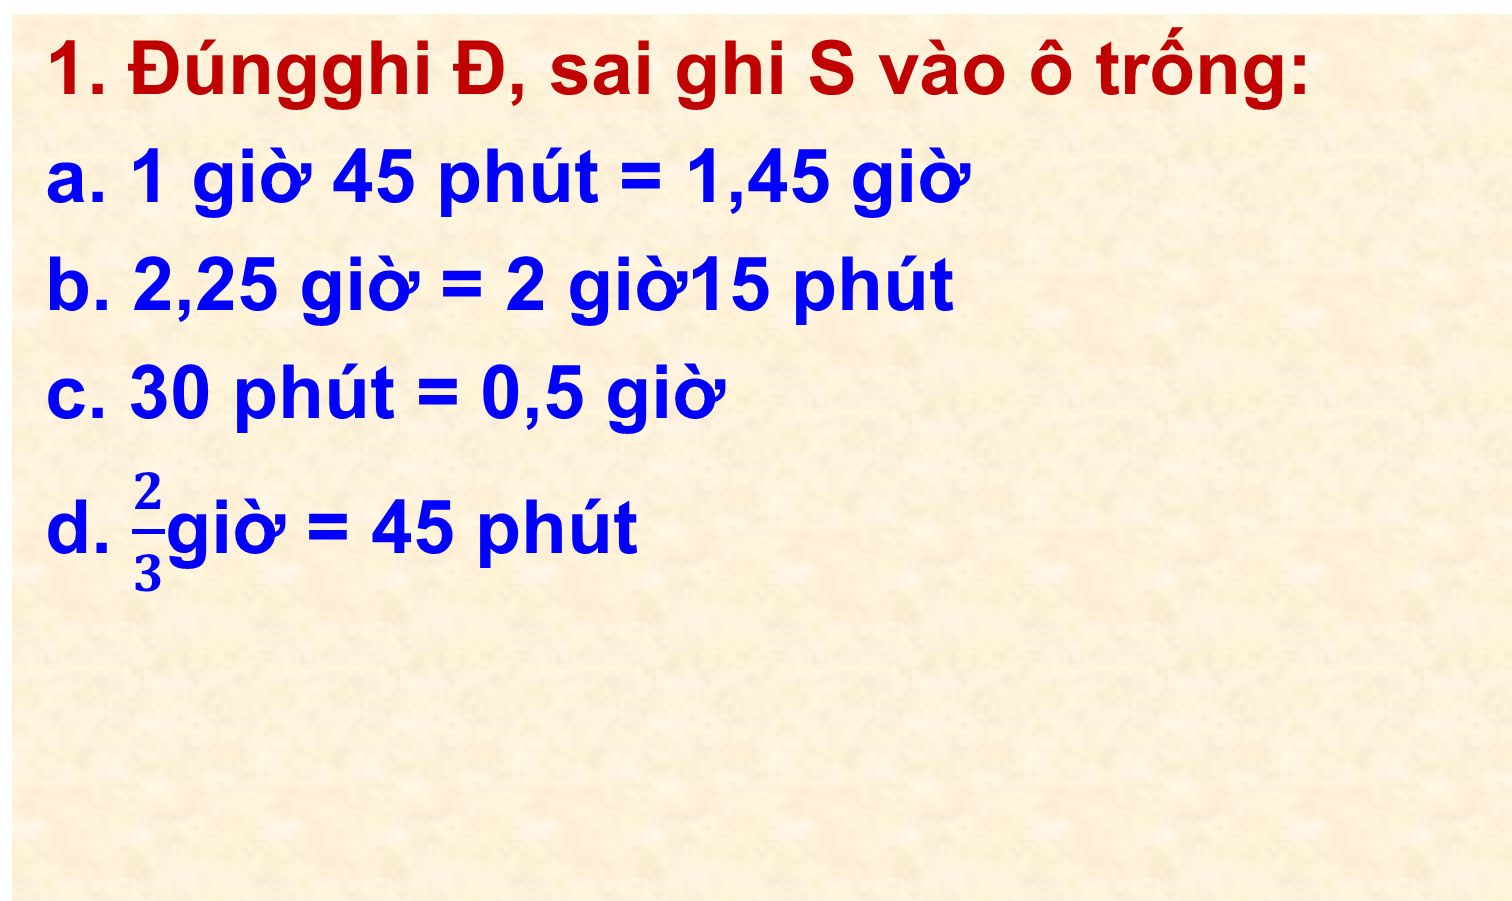 1. Đúngghi Đ, sai ghi S vào ô trống:
a. 1 giờ 45 phút = 1,45 giờ
b. 2,25 giờ = 2 giờ15 phút
c. 30 phút = 0,5 giờ
d. 2/3giờ = 45 phút